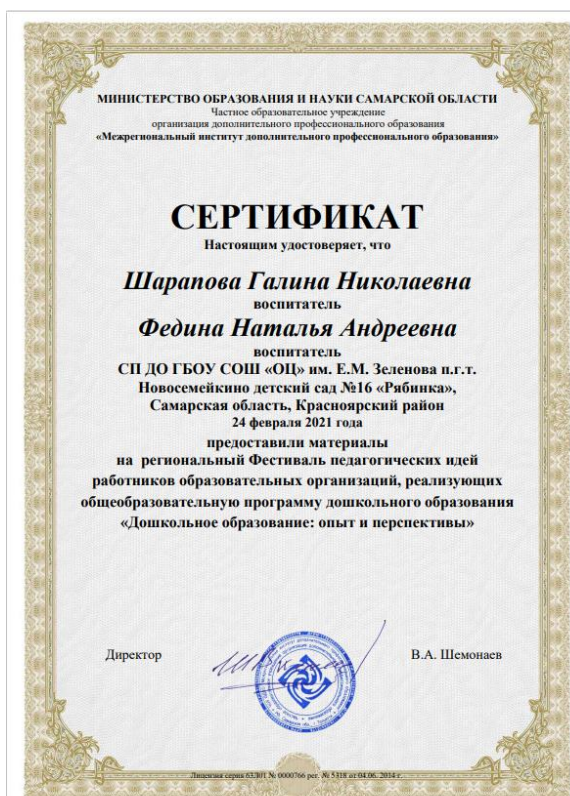 МИНИСТЕРСТВО ОБРАЗОВАНИЯ И НАУКИ САМАРСКОЙ ОБЛАСТИ
Частное образовательное учреждение
организация дополнительного профессионального образования
«Межрегиональный институт дополнительного профессионального образования»
СЕРТИФИКАТ
Настоящим удостоверяет, что
Шарапова Галина Николаевна
воспитатель
Федина Наталья Андреевна
воспитатель
СП ДО ГБОУ СОШ «ОЦ» им. Е.М. Зеленова п.г.т.
Новосемейкино детский сад №16 «Рябинка»,
Самарская область, Красноярский район
24 февраля 2021 года
предоставили материалы
на региональный Фестиваль педагогических идей
работников образовательных организаций, реализующих
общеобразовательную программу дошкольного образования
«Дошкольное образование: опыт и перспективы»
Директор
В.А. Шемонаев
Лицензия серия 63Л01 № 0000766 рег. № 5318 от 04.06. 2014 г.